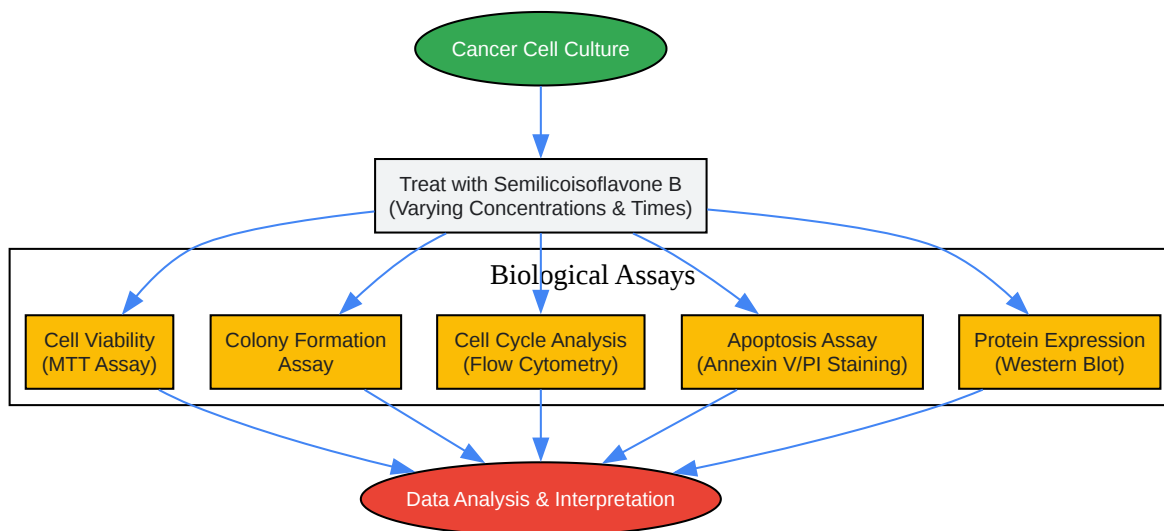 Cancer Cell Culture
Treat with Semilicoisoflavone B
(Varying Concentrations & Times)
Biological Assays
Cell Viability
(MTT Assay)
Colony Formation
Assay
Cell Cycle Analysis
(Flow Cytometry)
Apoptosis Assay
(Annexin V/PI Staining)
Protein Expression
(Western Blot)
Data Analysis & Interpretation